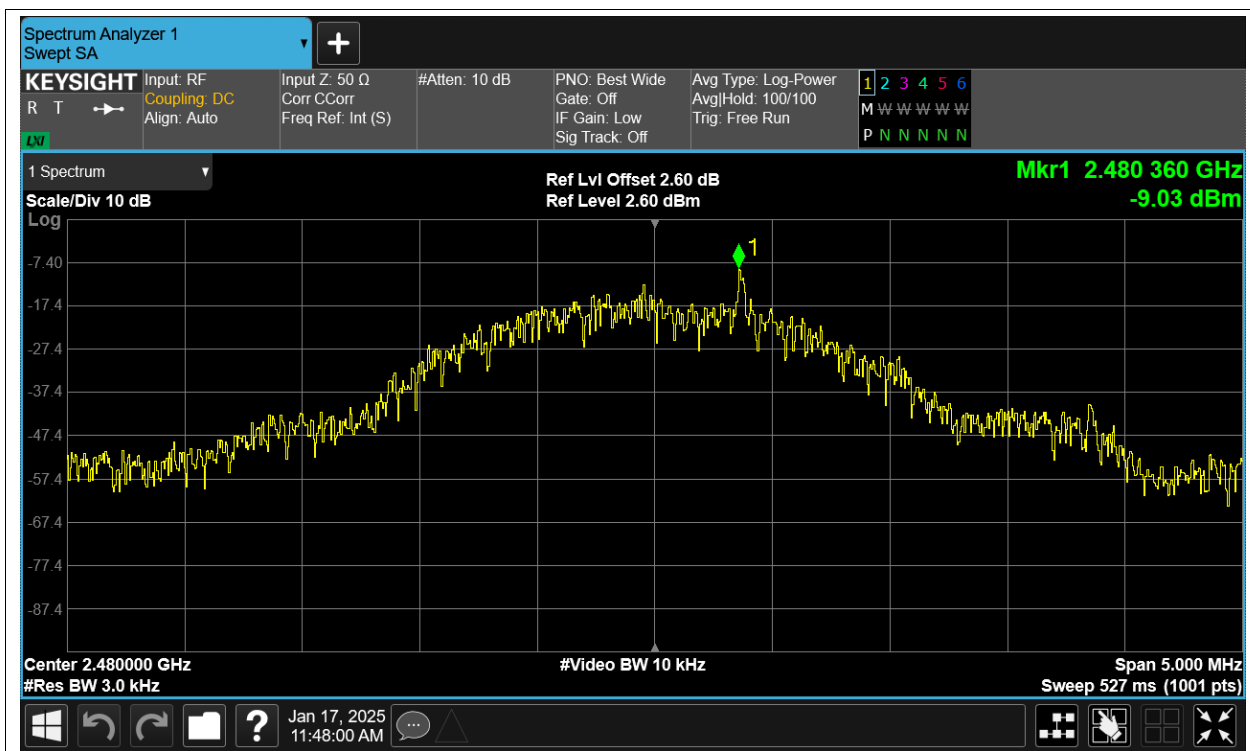 Spectrum Analyzer 1
Swept SA
KEYSIGHT
R T
LXI
Input: RF
Coupling: DC
Align: Auto
Input Z: 50 Ω
Corr CCorr
Freq Ref: Int (S)
#Atten: 10 dB
PNO: Best Wide
Gate: Off
IF Gain: Low
Sig Track: Off
Avg Type: Log-Power
Avg|Hold: 100/100
Trig: Free Run
1 2 3 4 5 6
M W W W W W W
P N N N N N
1 Spectrum
Scale/Div 10 dB
Ref Lvl Offset 2.60 dB
Ref Level 2.60 dBm
Mkr1 2.480 360 GHz
-9.03 dBm
Log
1
-7.40
-17.4
-27.4
-37.4
-47.4
-57.4
-67.4
-77.4
-87.4
Center 2.480000 GHz
#Video BW 10 kHz
Span 5.000 MHz
#Res BW 3.0 kHz
Sweep 527 ms (1001 pts)
?
Jan 17, 2025
11:48:00 AM